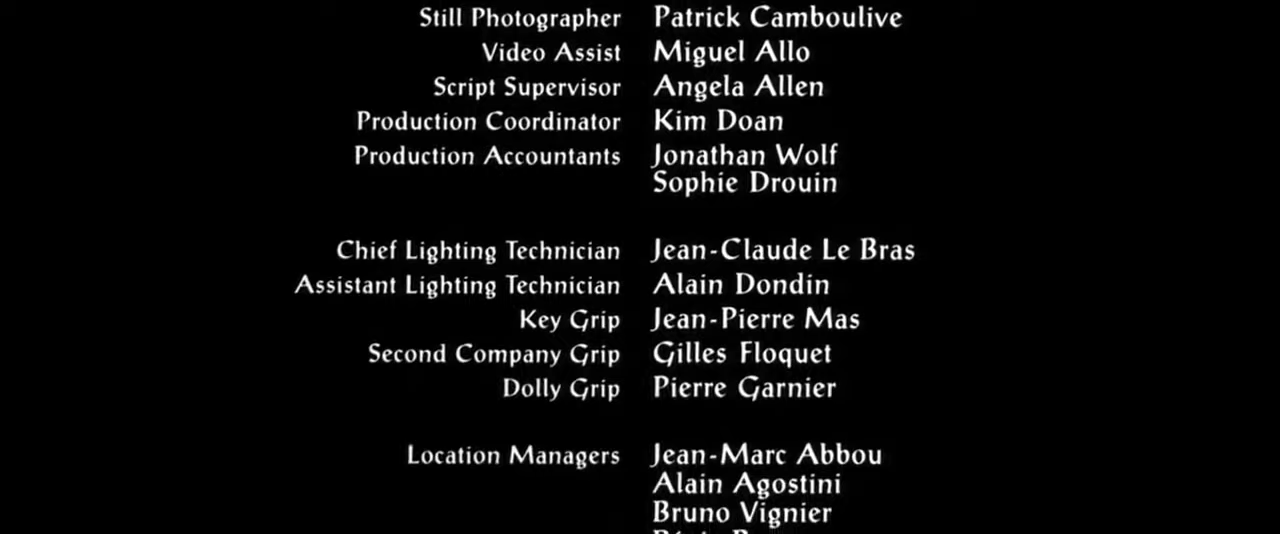 Still Photographer Patrick Camboulive
Video Assist Miguel Allo
Script Supervisor Angela Allen
Production Coordinator Kim Doan
Production Accountants Jonathan Wolf
Sophie Drouin
Chief Lighting Technician Jean-Claude Le Bras
Assistant Lighting Technician Alain Dondin
Key Grip Jean-Pierre Mas
Second Company Grip Gilles Floquet
Dolly Grip Pierre Garnier
Location Managers Jean-Marc Abbou
Alain Agostini
Bruno Vignier